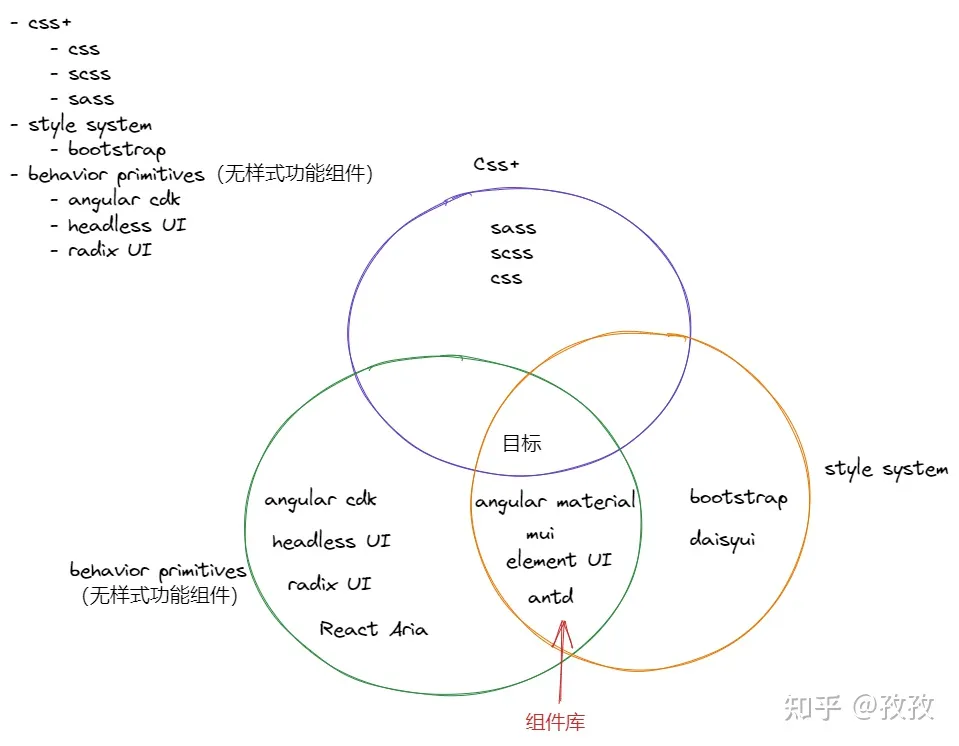 - css+
- css
- scss
- sass
- style system
- bootstrap
- behavior primitives（无样式功能组件）
- angular cdk
- headless UI
- radix UI
Css+
sass
scss
css
目标
style system
angular cdk
headless UI
radix UI
React Aria
angular material
mui
element UI
antd
bootstrap
daisyui
behavior primitives
（无样式功能组件）
组件库
知乎 @孜孜